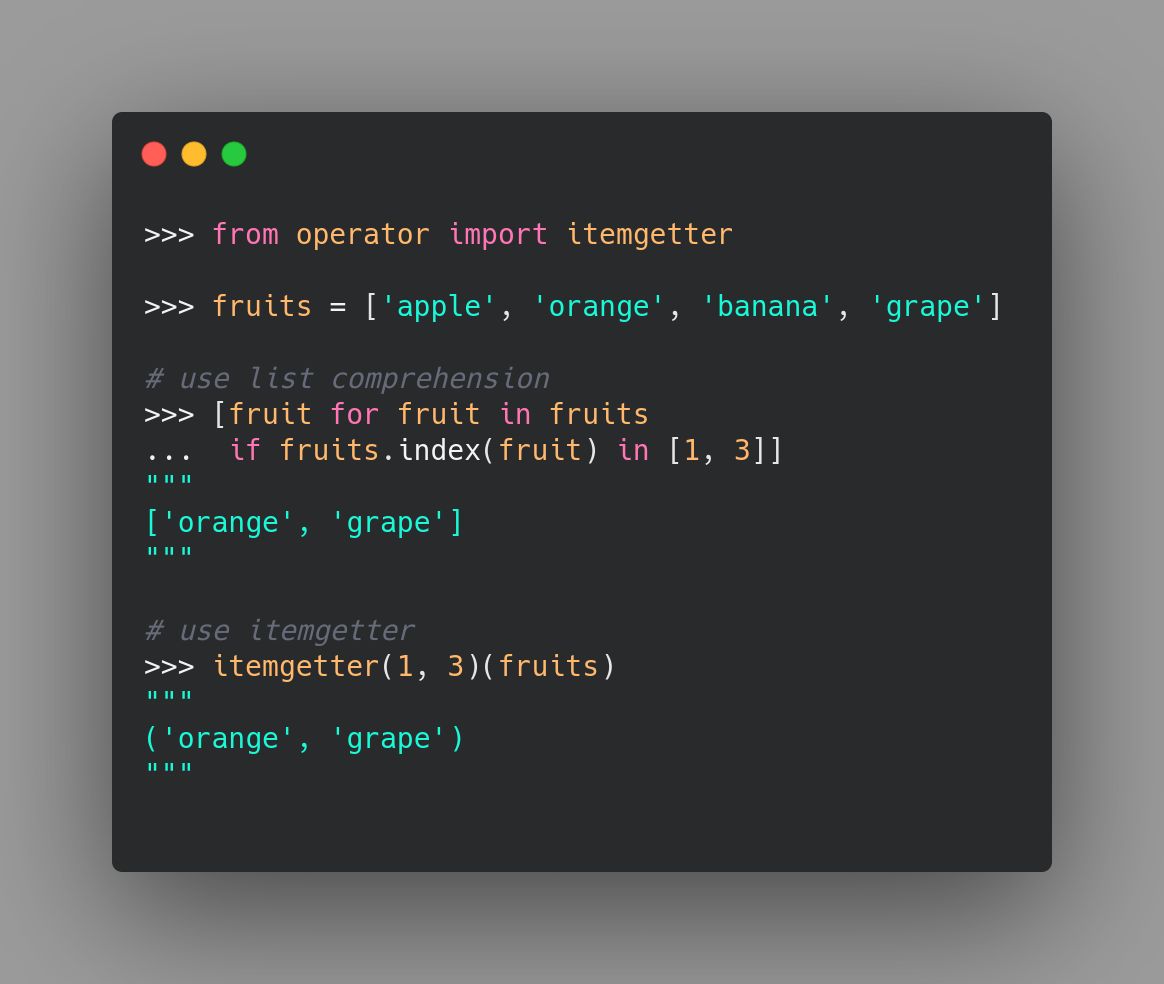 >>> from operator import itemgetter
>>> fruits = ['apple', 'orange', 'banana', 'grape']
# use list comprehension
>>> [fruit for fruit in fruits
...  if fruits.index(fruit) in [1, 3]]
"""
['orange', 'grape']
"""
# use itemgetter
>>> itemgetter(1, 3)(fruits)
"""
('orange', 'grape')
"""